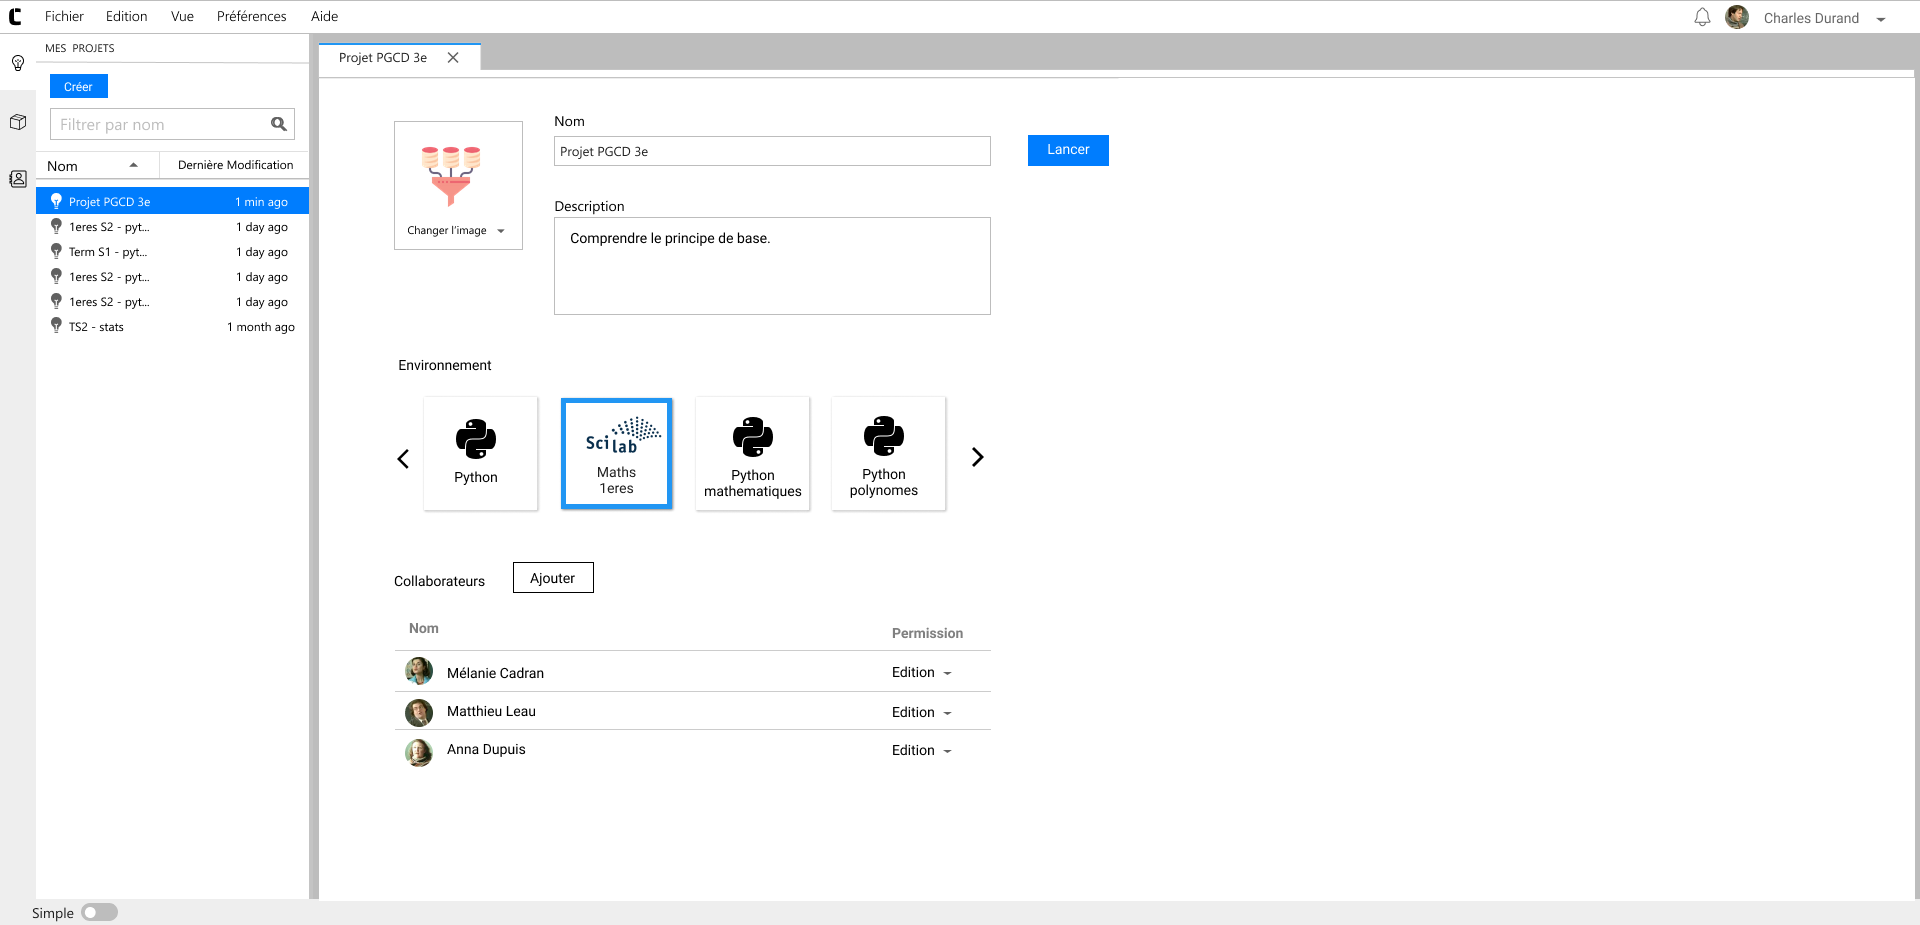 Fichier Edition Vue Préférences Aide Charles Durand
MES PROJETS
Créer
Filtrer par nom
Nom Dernière Modification
Projet PGCD 3e 1 min ago
1eres S2 - pyt... 1 day ago
Term S1 - pyt... 1 day ago
1eres S2 - pyt... 1 day ago
1eres S2 - pyt... 1 day ago
TS2 - stats 1 month ago
Projet PGCD 3e
Changer l'image
Nom
Projet PGCD 3e
Lancer
Description
Comprendre le principe de base.
Environnement
Python
Scilab
Maths
1eres
Python
mathematiques
Python
polynomes
Collaborateurs Ajouter
Nom Permission
Mélanie Cadran Edition
Matthieu Leau Edition
Anna Dupuis Edition
Simple